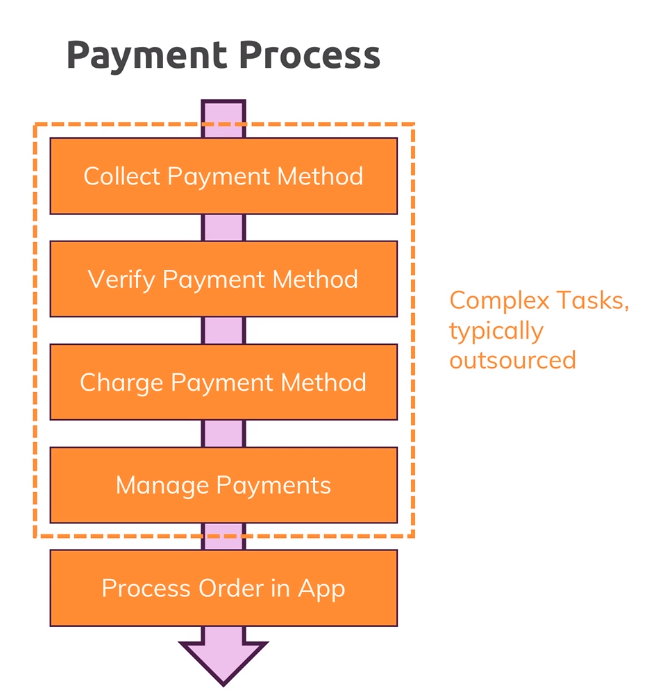 Payment Process
Collect Payment Method
Verify Payment Method
Charge Payment Method
Manage Payments
Process Order in App
Complex Tasks,
typically
outsourced